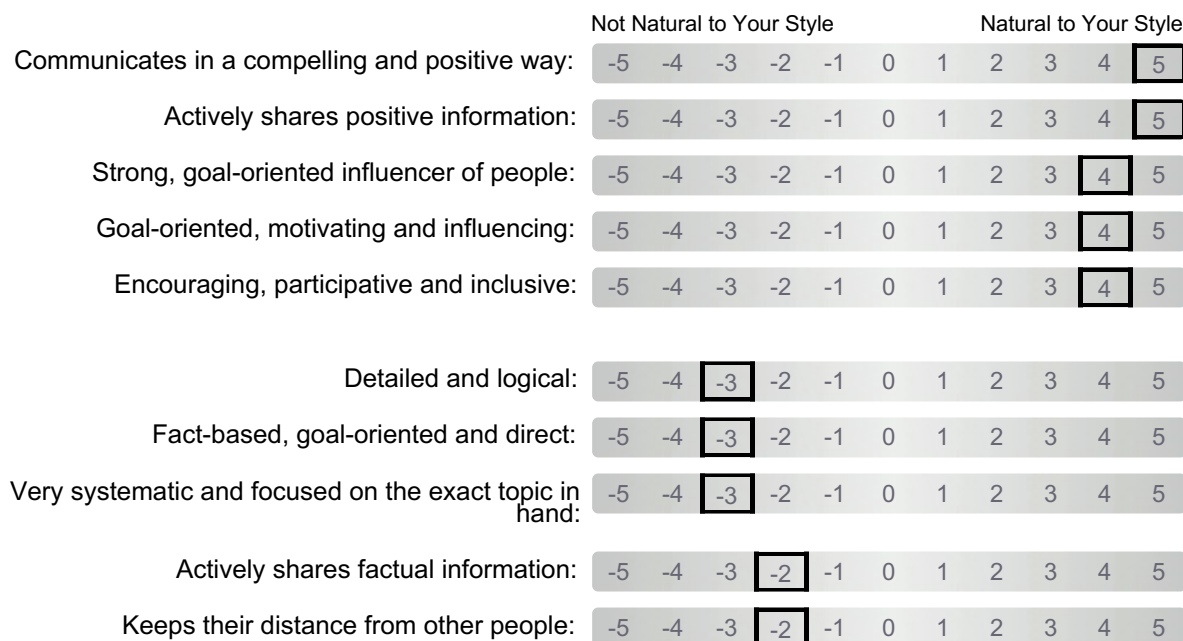 Not Natural to Your Style Natural to Your Style
Communicates in a compelling and positive way: -5 -4 -3 -2 -1 0 1 2 3 4 5
Actively shares positive information: -5 -4 -3 -2 -1 0 1 2 3 4 5
Strong, goal-oriented influencer of people: -5 -4 -3 -2 -1 0 1 2 3 4 5
Goal-oriented, motivating and influencing: -5 -4 -3 -2 -1 0 1 2 3 4 5
Encouraging, participative and inclusive: -5 -4 -3 -2 -1 0 1 2 3 4 5
Detailed and logical: -5 -4 -3 -2 -1 0 1 2 3 4 5
Fact-based, goal-oriented and direct: -5 -4 -3 -2 -1 0 1 2 3 4 5
Very systematic and focused on the exact topic in -5 -4 -3 -2 -1 0 1 2 3 4 5
hand:
Actively shares factual information: -5 -4 -3 -2 -1 0 1 2 3 4 5
Keeps their distance from other people: -5 -4 -3 -2 -1 0 1 2 3 4 5